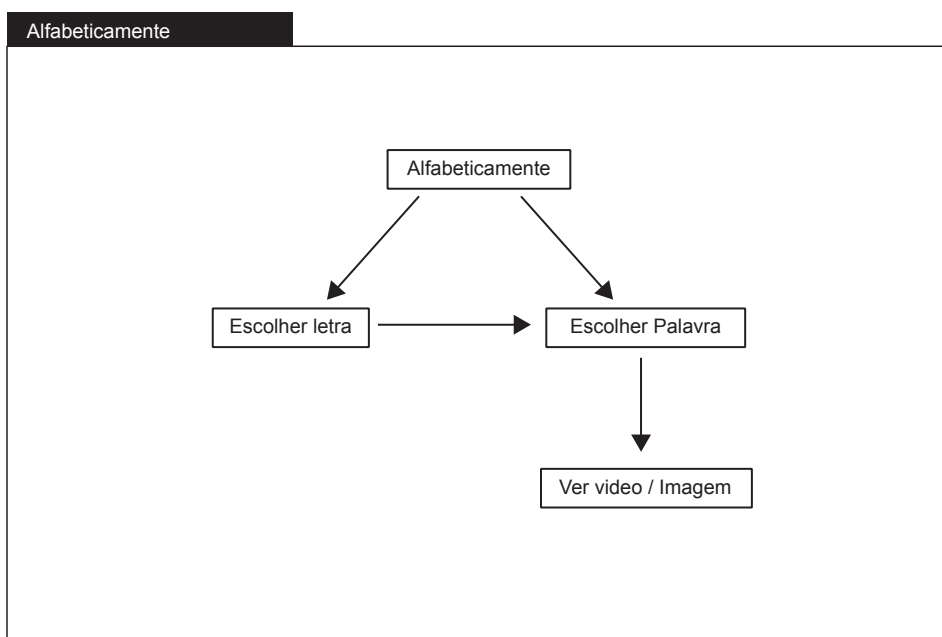 Alfabeticamente
Alfabeticamente
Escolher letra
Escolher Palavra
Ver video / Imagem